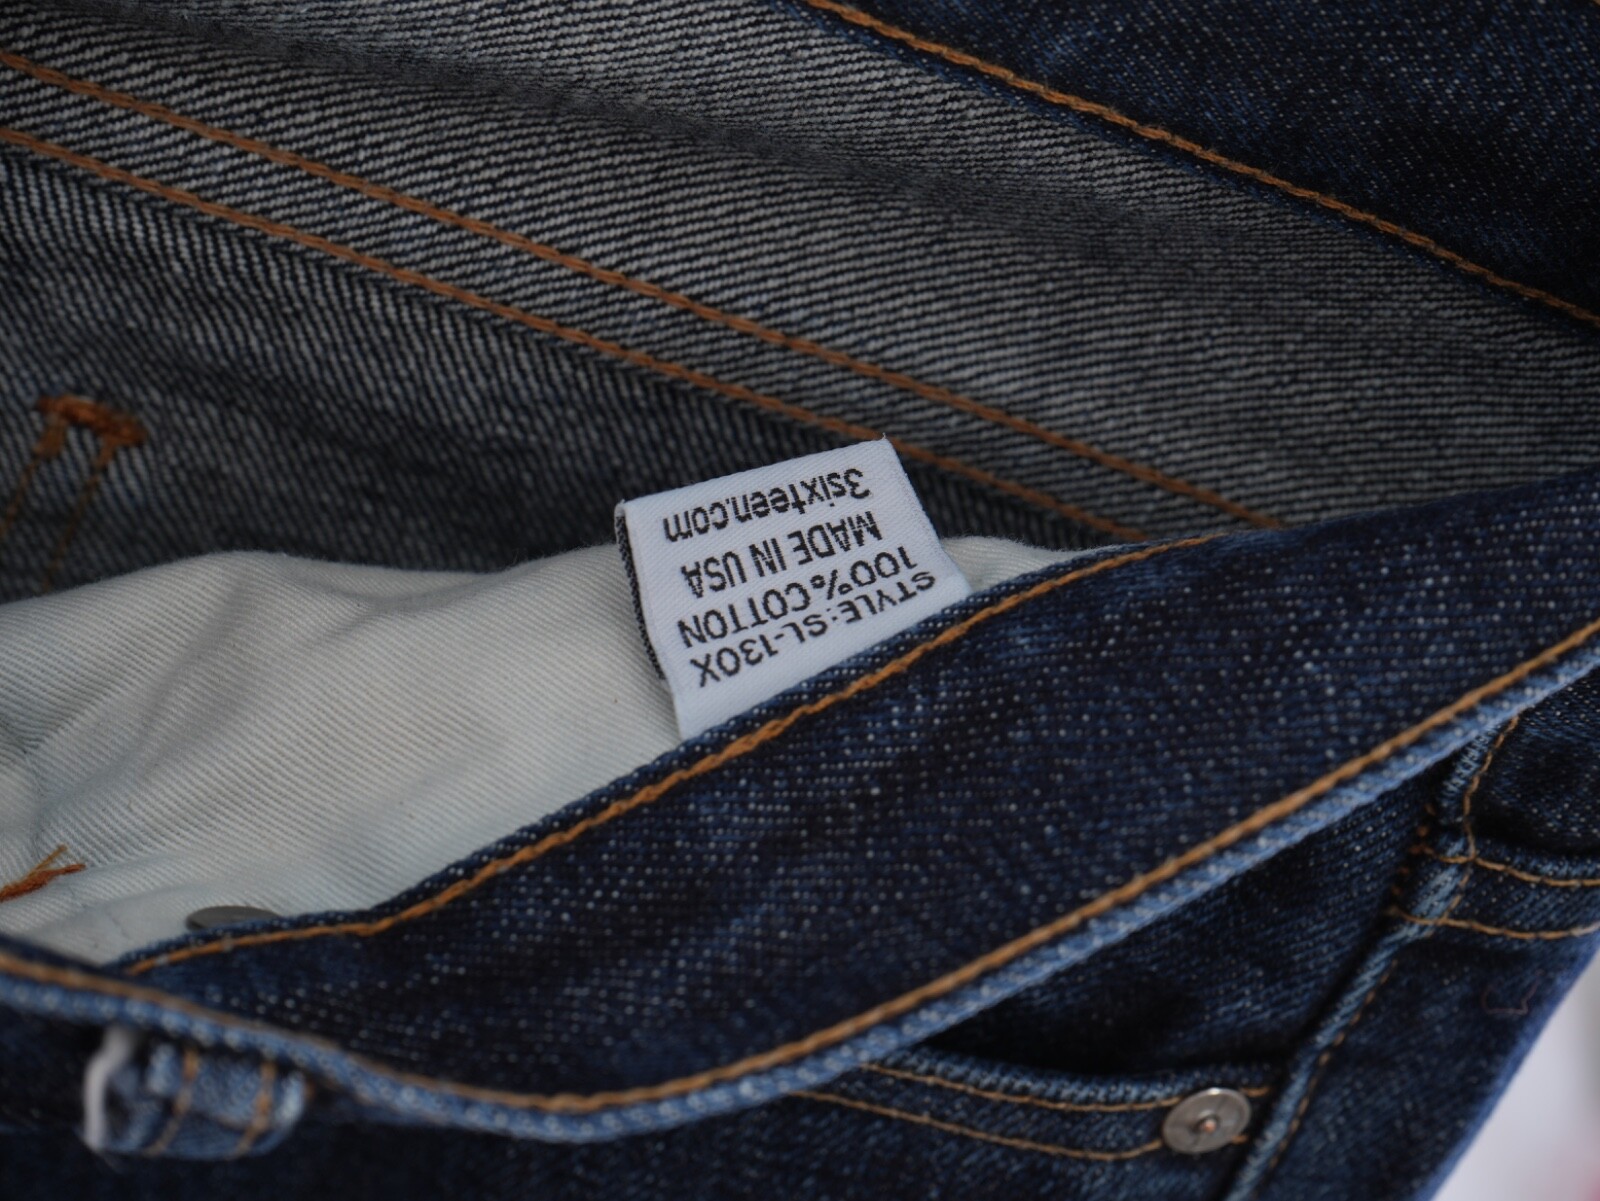 STYLE:SL-130X
100% COTTON
MADE IN USA
3sixteen.com